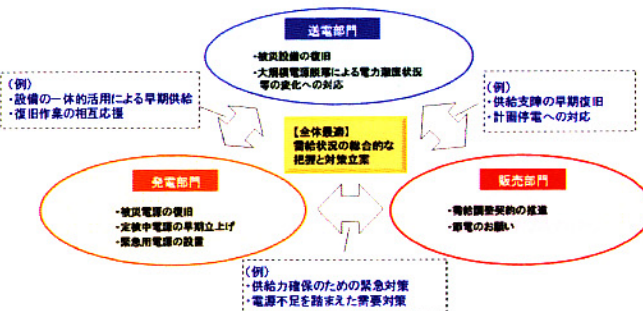 送電部門
・被災設備の復旧
・大規模電源脱落による電力潮流状況
等の変化への対応
(例)
・設備の一体的活用による早期供給
・復旧作業の相互応援
(例)
・供給支障の早期復旧
・計画停電への対応
【全体最適】
需給状況の総合的な
把握と対策立案
発電部門
・被災電源の復旧
・定検中電源の早期立上げ
・緊急用電源の設置
販売部門
・需給調整契約の推進
・節電のお願い
(例)
・供給力確保のための緊急対策
・電源不足を踏まえた需要対策